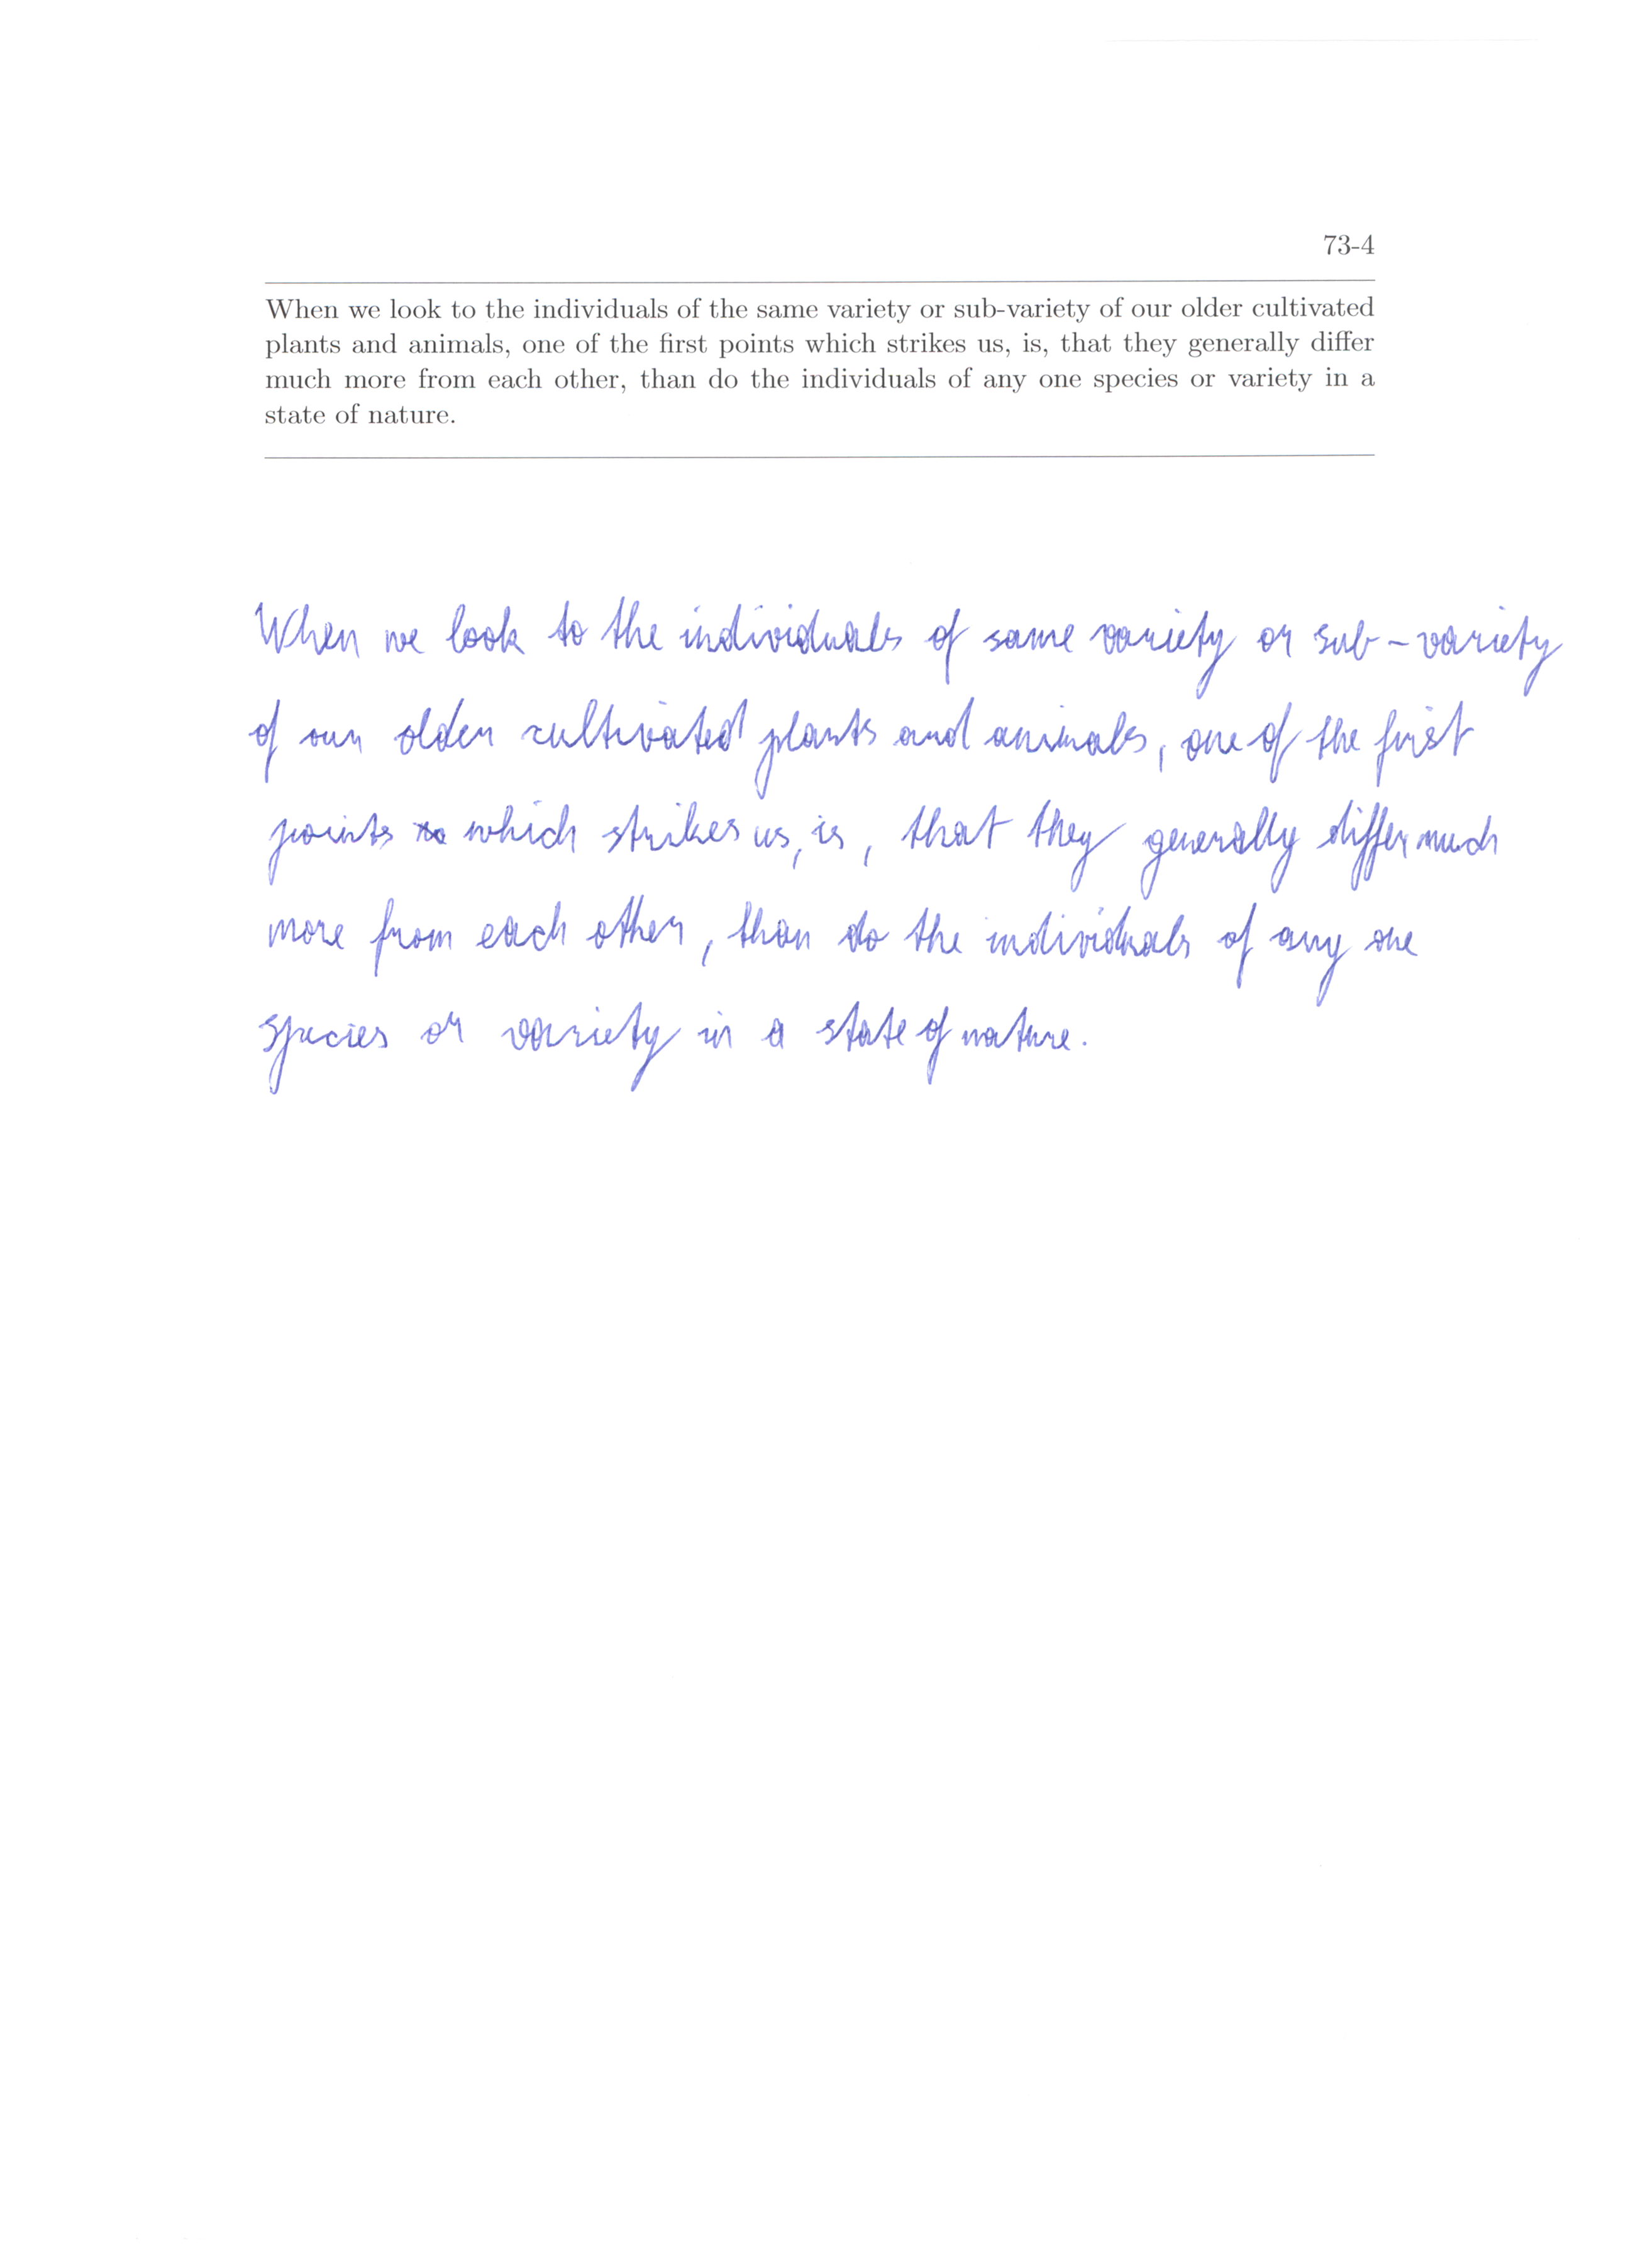 73-4
When we look to the individuals of the same variety or sub-variety of our older cultivated
plants and animals, one of the first points which strikes us, is, that they generally differ
much more from each other, than do the individuals of any one species or variety in a
state of nature.
When we look to the individuals of same variety or sub-variety
of our older cultivated plants and animals, one of the first
points which strikes us, is, that they generally differ much
more from each other, than do the individuals of any one
species or variety in a state of nature.